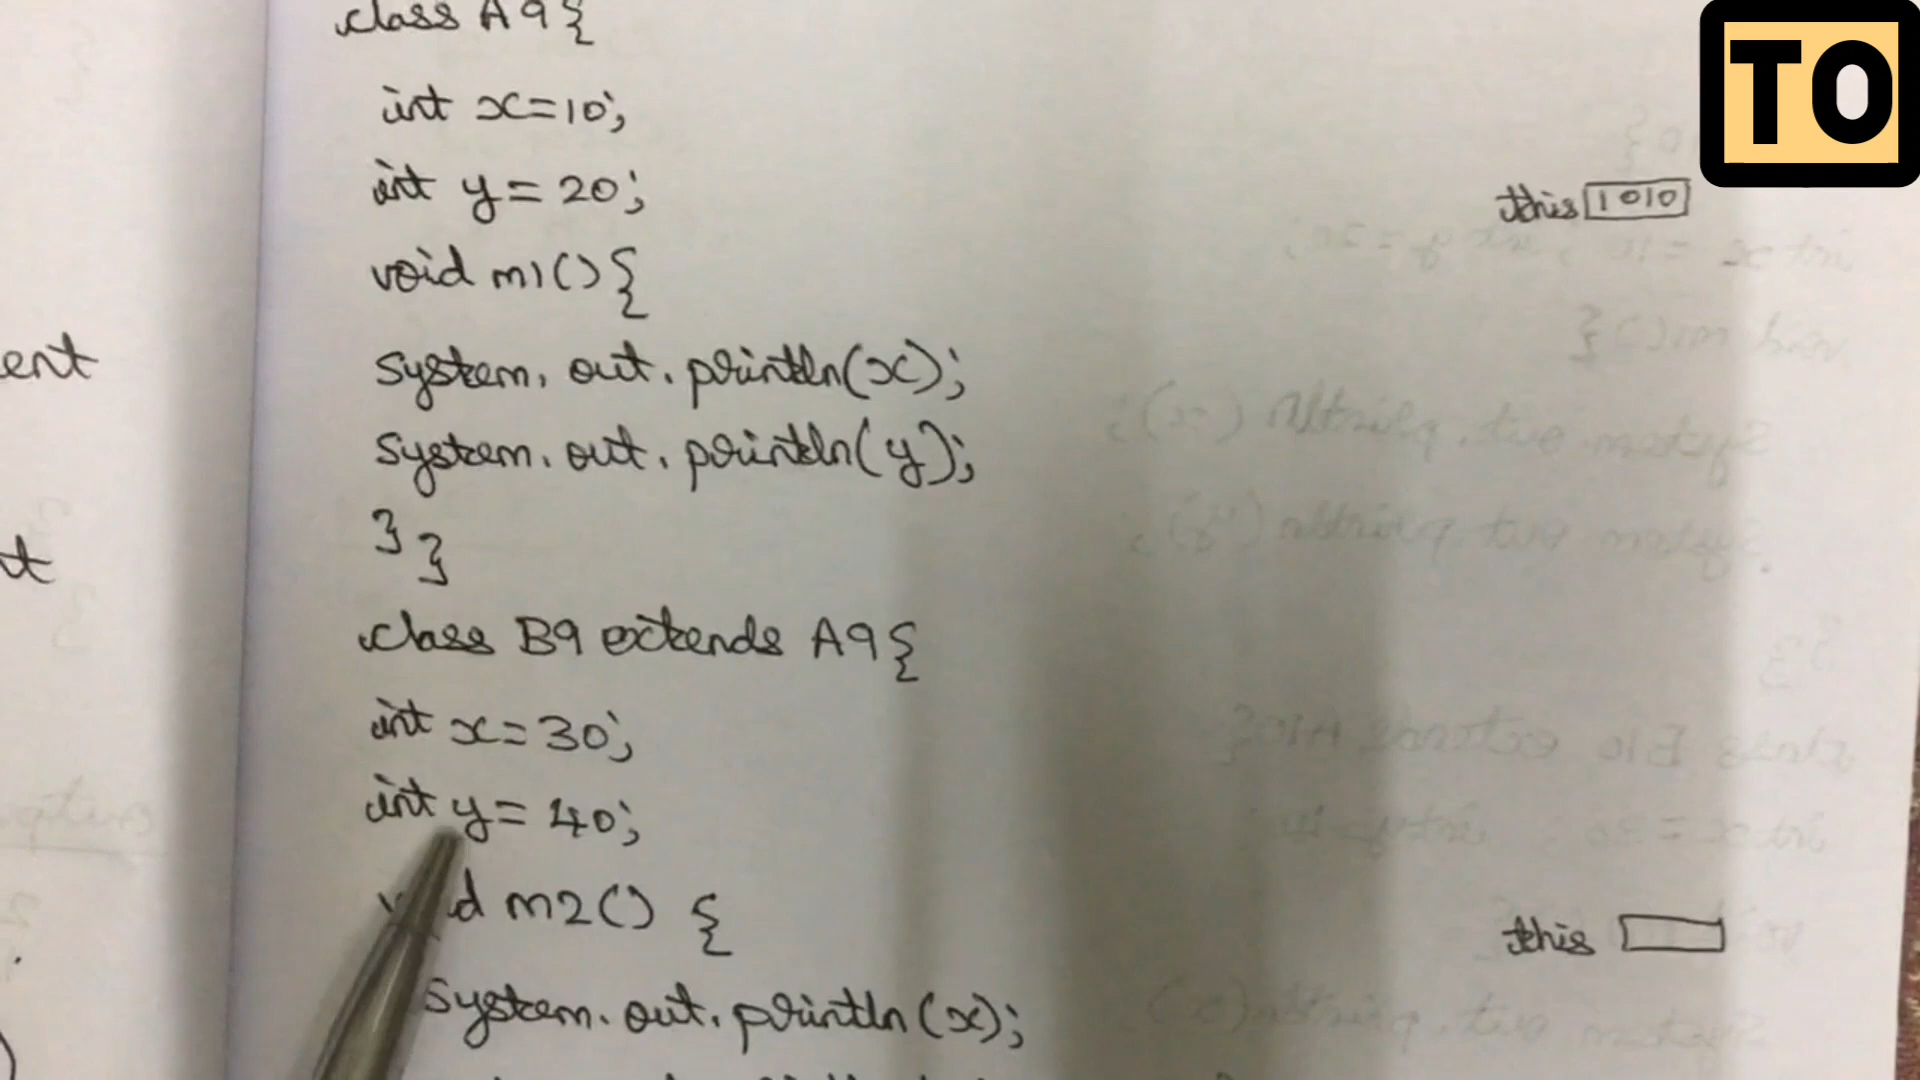 TO
ent
t
class A9{
int x=10;
int y=20;
void m1(){
system.out.println(x);
system.out.println(y);
}}
class B9 extends A9{
int x=30;
int y=40;
m2() {
system.out.println(x);
this 1010
this